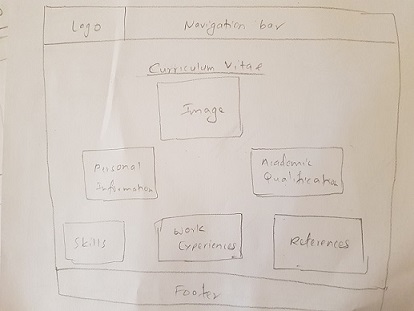 Logo
Navigation bar
Curriculum Vitae
Image
Personal
Information
Academic
Qualification
Skills
Work
Experiences
References
Footer